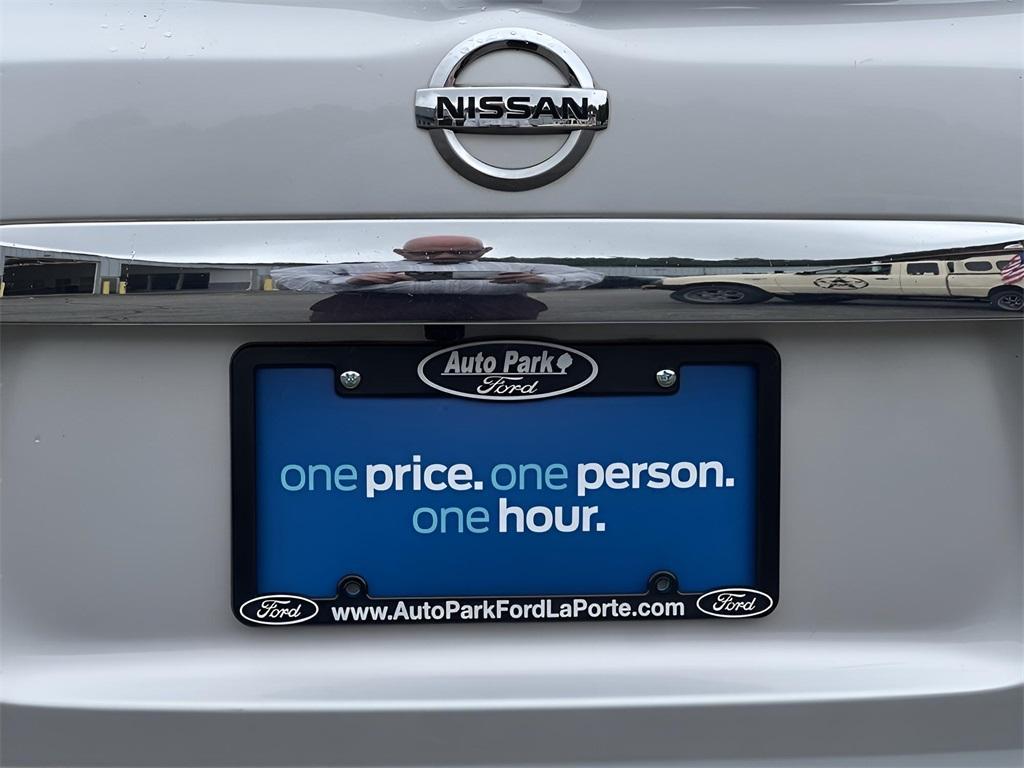 NISSAN
Auto Park
Ford
one price. one person.
one hour.
Ford
www.AutoParkFordLaPorte.com
Ford